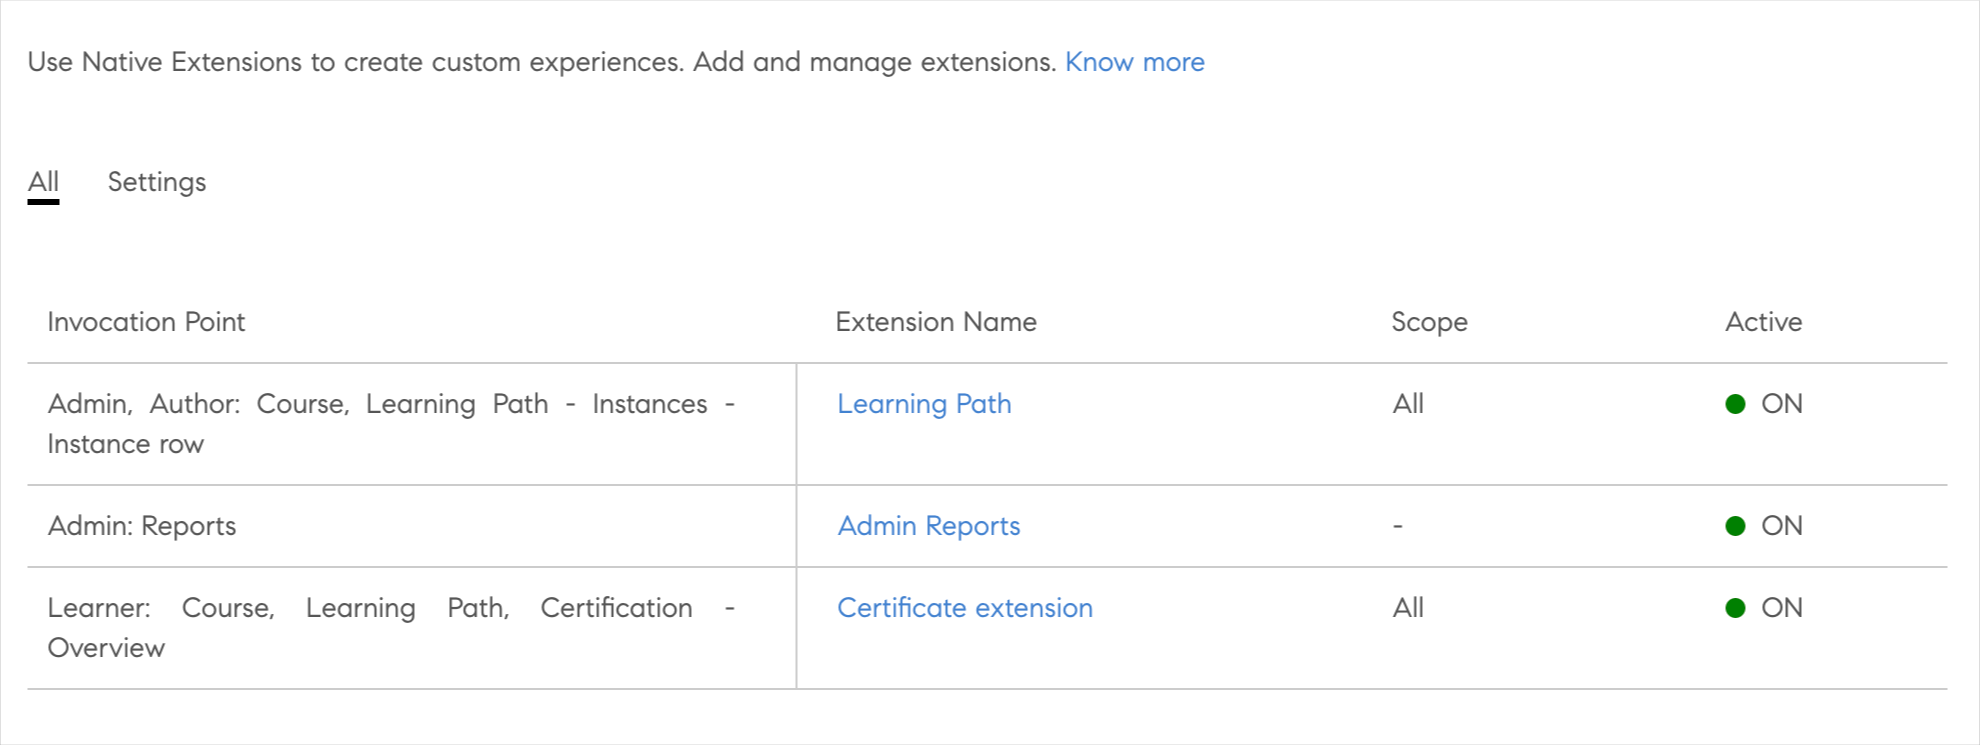 Use Native Extensions to create custom experiences. Add and manage extensions. Know more
All Settings
Invocation Point Extension Name Scope Active
Admin, Author: Course, Learning Path - Instances - Learning Path All ON
Instance row
Admin: Reports Admin Reports - ON
Learner: Course, Learning Path, Certification - Certificate extension All ON
Overview